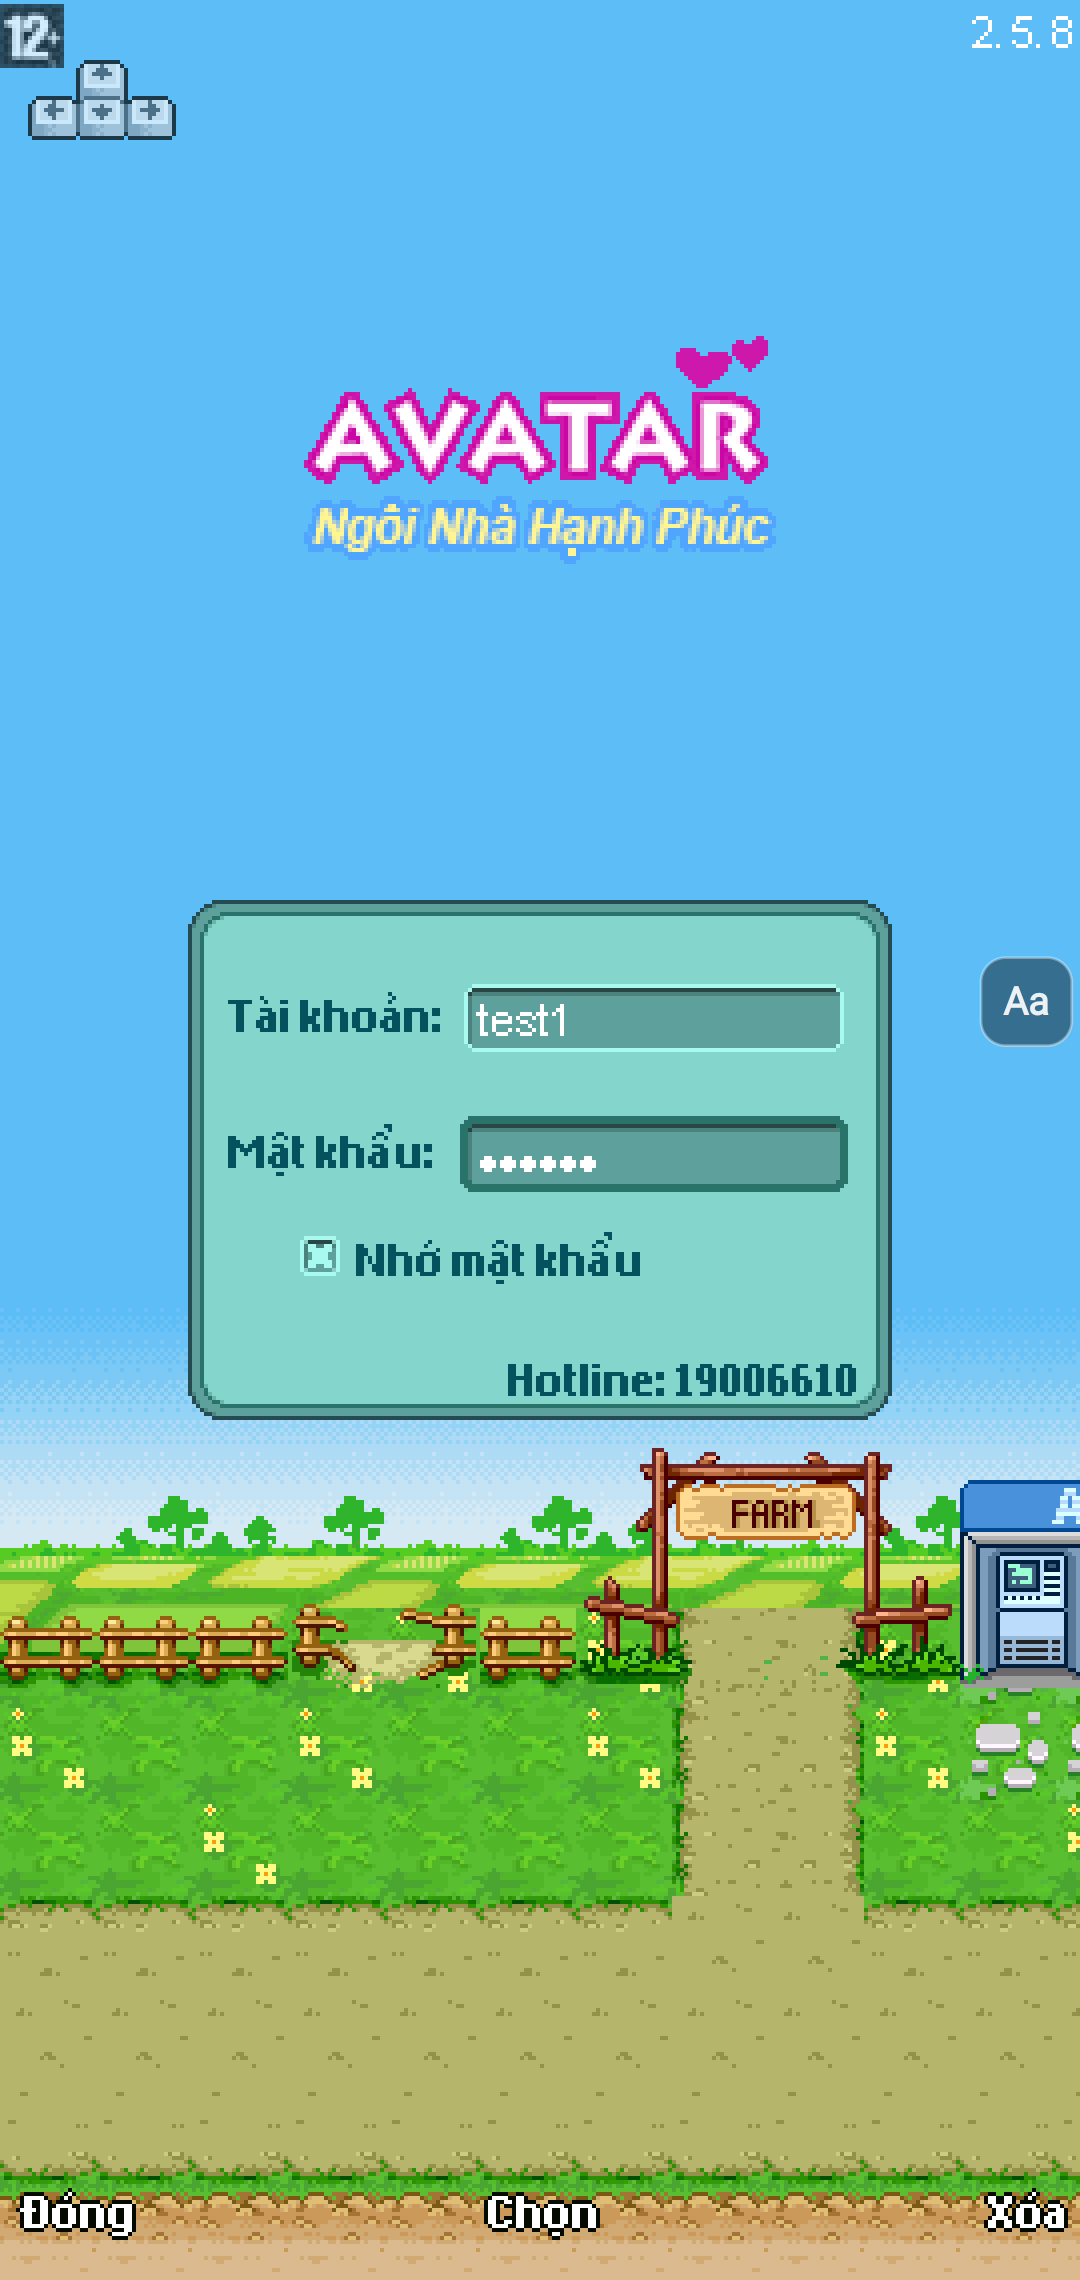 12+
2.5.8
AVATAR
Ngôi Nhà Hạnh Phúc
Tài khoản: test1
Aa
Mật khẩu: ••••••
Nhớ mật khẩu
Hotline: 19006610
FARM
A
Đóng Chọn Xóa